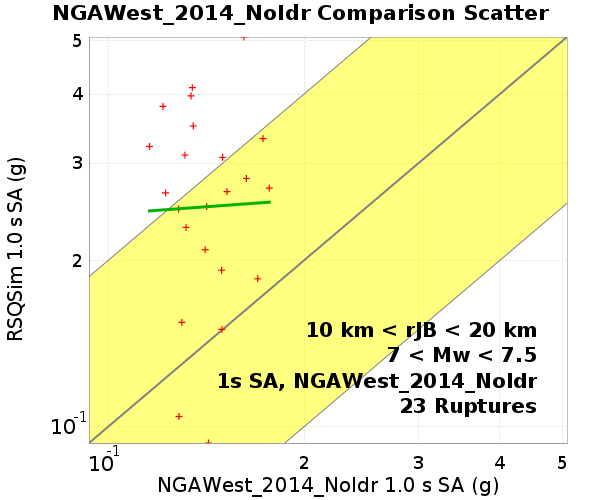 NGAWest_2014_NoIdr Comparison Scatter
5
4
3
2
10⁻¹
RSQSim 1.0 s SA (g)
10 km < rJB < 20 km
7 < Mw < 7.5
1s SA, NGAWest_2014_NoIdr
23 Ruptures
10⁻¹ 2 3 4 5
NGAWest_2014_NoIdr 1.0 s SA (g)